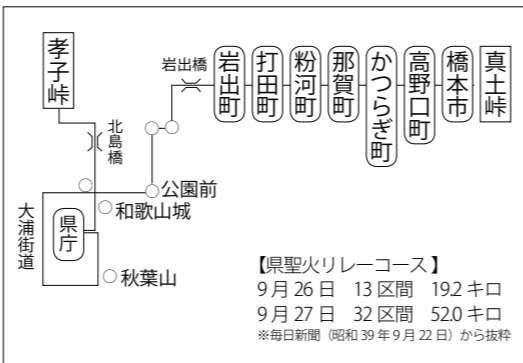 孝子峠
北島橋
大浦街道
県庁
和歌山城
秋葉山
公園前
岩出橋
岩出町
打田町
粉河町
那賀町
かつらぎ町
高野口町
橋本市
真土峠
【県聖火リレーコース】
9月26日 13区間 19.2キロ
9月27日 32区間 52.0キロ
※毎日新聞(昭和39年9月22日)から抜粋